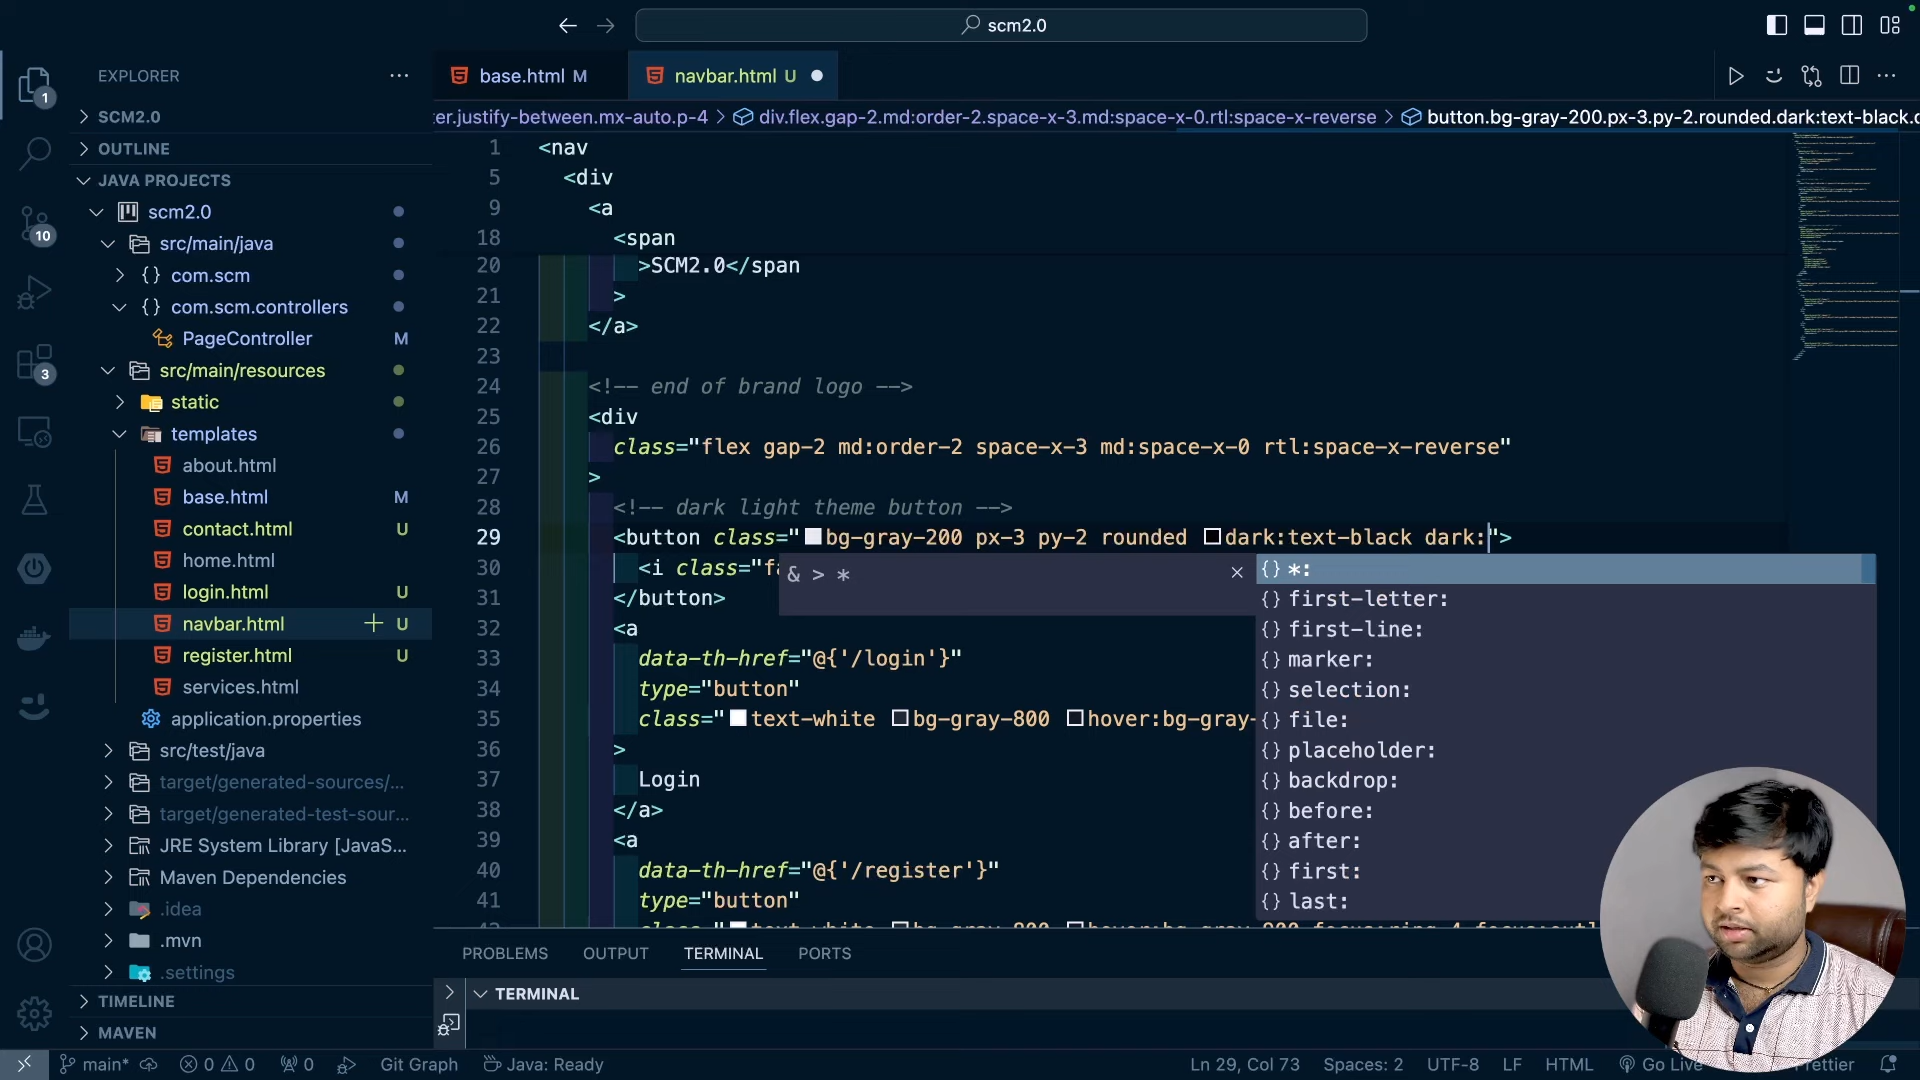 scm2.0
EXPLORER
base.html M
navbar.html U
er.justify-between.mx-auto.p-4 > div.flex.gap-2.md:order-2.space-x-3.md:space-x-0.rtl:space-x-reverse > button.bg-gray-200.px-3.py-2.rounded.dark:text-black.d
1
10
3
SCM2.0
OUTLINE
JAVA PROJECTS
scm2.0
src/main/java
com.scm
com.scm.controllers
PageController M
src/main/resources
static
templates
about.html
base.html M
contact.html U
home.html
login.html U
navbar.html U
register.html U
services.html
application.properties
src/test/java
target/generated-sources/...
target/generated-test-sour...
JRE System Library [JavaS...
Maven Dependencies
.idea
.mvn
.settings
TIMELINE
MAVEN
1 <nav
5 <div
9 <a
18 <span
20 >SCM2.0</span
21 >
22 </a>
23
24 <!-- end of brand logo -->
25 <div
26 class="flex gap-2 md:order-2 space-x-3 md:space-x-0 rtl:space-x-reverse"
27 >
28 <!-- dark light theme button -->
29 <button class="bg-gray-200 px-3 py-2 rounded dark:text-black dark:">
30 <i class="fa
31 </button>
32 <a
33 data-th-href="@{'/login'}"
34 type="button"
35 class="text-white bg-gray-800 hover:bg-gray-
36 >
37 Login
38 </a>
39 <a
40 data-th-href="@{'/register'}"
41 type="button"
& > *
{} *:
{} first-letter:
{} first-line:
{} marker:
{} selection:
{} file:
{} placeholder:
{} backdrop:
{} before:
{} after:
{} first:
{} last:
PROBLEMS OUTPUT TERMINAL PORTS
TERMINAL
main* 0 0 0 Git Graph Java: Ready
Ln 29, Col 73 Spaces: 2 UTF-8 LF HTML Go Live